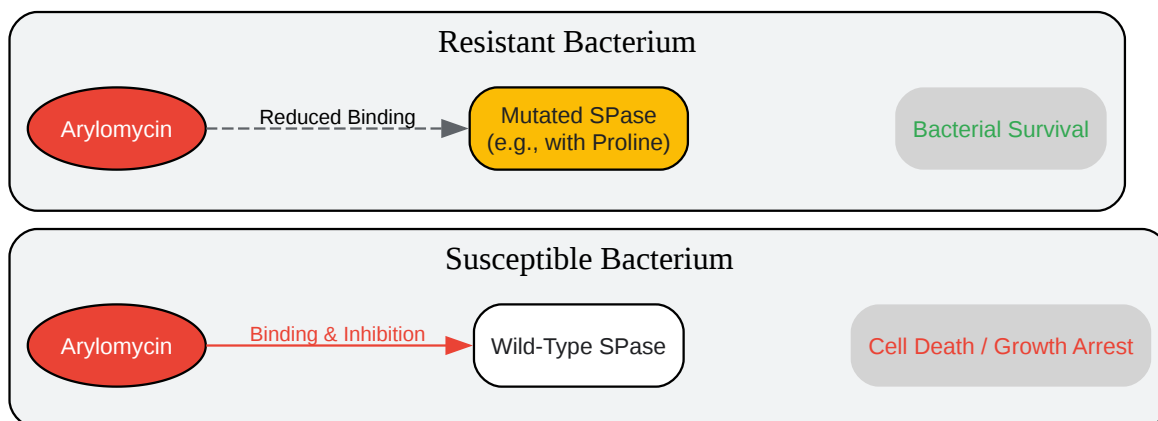 Resistant Bacterium
Arylomycin
Reduced Binding
Mutated SPase
(e.g., with Proline)
Bacterial Survival
Susceptible Bacterium
Arylomycin
Binding & Inhibition
Wild-Type SPase
Cell Death / Growth Arrest